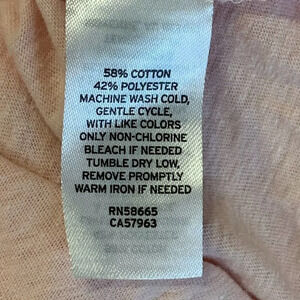 58% COTTON
42% POLYESTER
MACHINE WASH COLD,
GENTLE CYCLE,
WITH LIKE COLORS
ONLY NON-CHLORINE
BLEACH IF NEEDED
TUMBLE DRY LOW,
REMOVE PROMPTLY
WARM IRON IF NEEDED
RN58665
CA57963